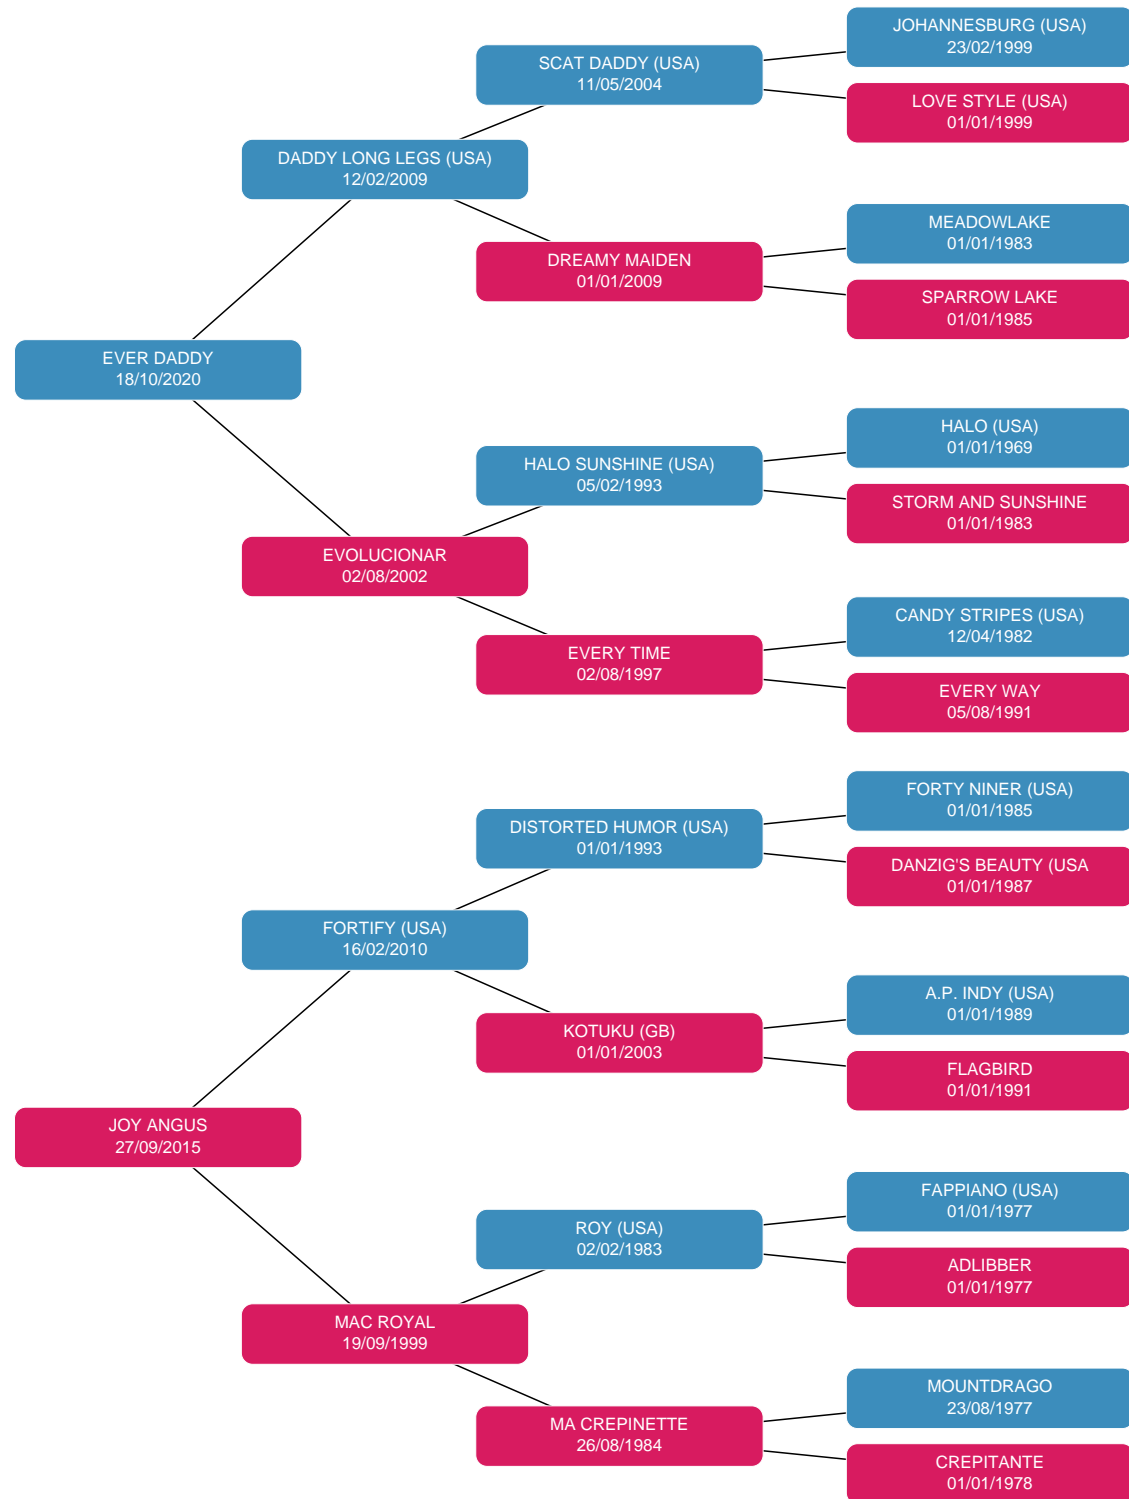 JOHANNESBURG (USA)
23/02/1999
SCAT DADDY (USA)
11/05/2004
LOVE STYLE (USA)
01/01/1999
DADDY LONG LEGS (USA)
12/02/2009
MEADOWLAKE
01/01/1983
DREAMY MAIDEN
01/01/2009
SPARROW LAKE
01/01/1985
EVER DADDY
18/10/2020
HALO (USA)
01/01/1969
HALO SUNSHINE (USA)
05/02/1993
STORM AND SUNSHINE
01/01/1983
EVOLUCIONAR
02/08/2002
CANDY STRIPES (USA)
12/04/1982
EVERY TIME
02/08/1997
EVERY WAY
05/08/1991
FORTY NINER (USA)
01/01/1985
DISTORTED HUMOR (USA)
01/01/1993
DANZIG'S BEAUTY (USA
01/01/1987
FORTIFY (USA)
16/02/2010
A.P. INDY (USA)
01/01/1989
KOTUKU (GB)
01/01/2003
FLAGBIRD
01/01/1991
JOY ANGUS
27/09/2015
FAPPIANO (USA)
01/01/1977
ROY (USA)
02/02/1983
ADLIBBER
01/01/1977
MAC ROYAL
19/09/1999
MOUNTDRAGO
23/08/1977
MA CREPINETTE
26/08/1984
CREPITANTE
01/01/1978